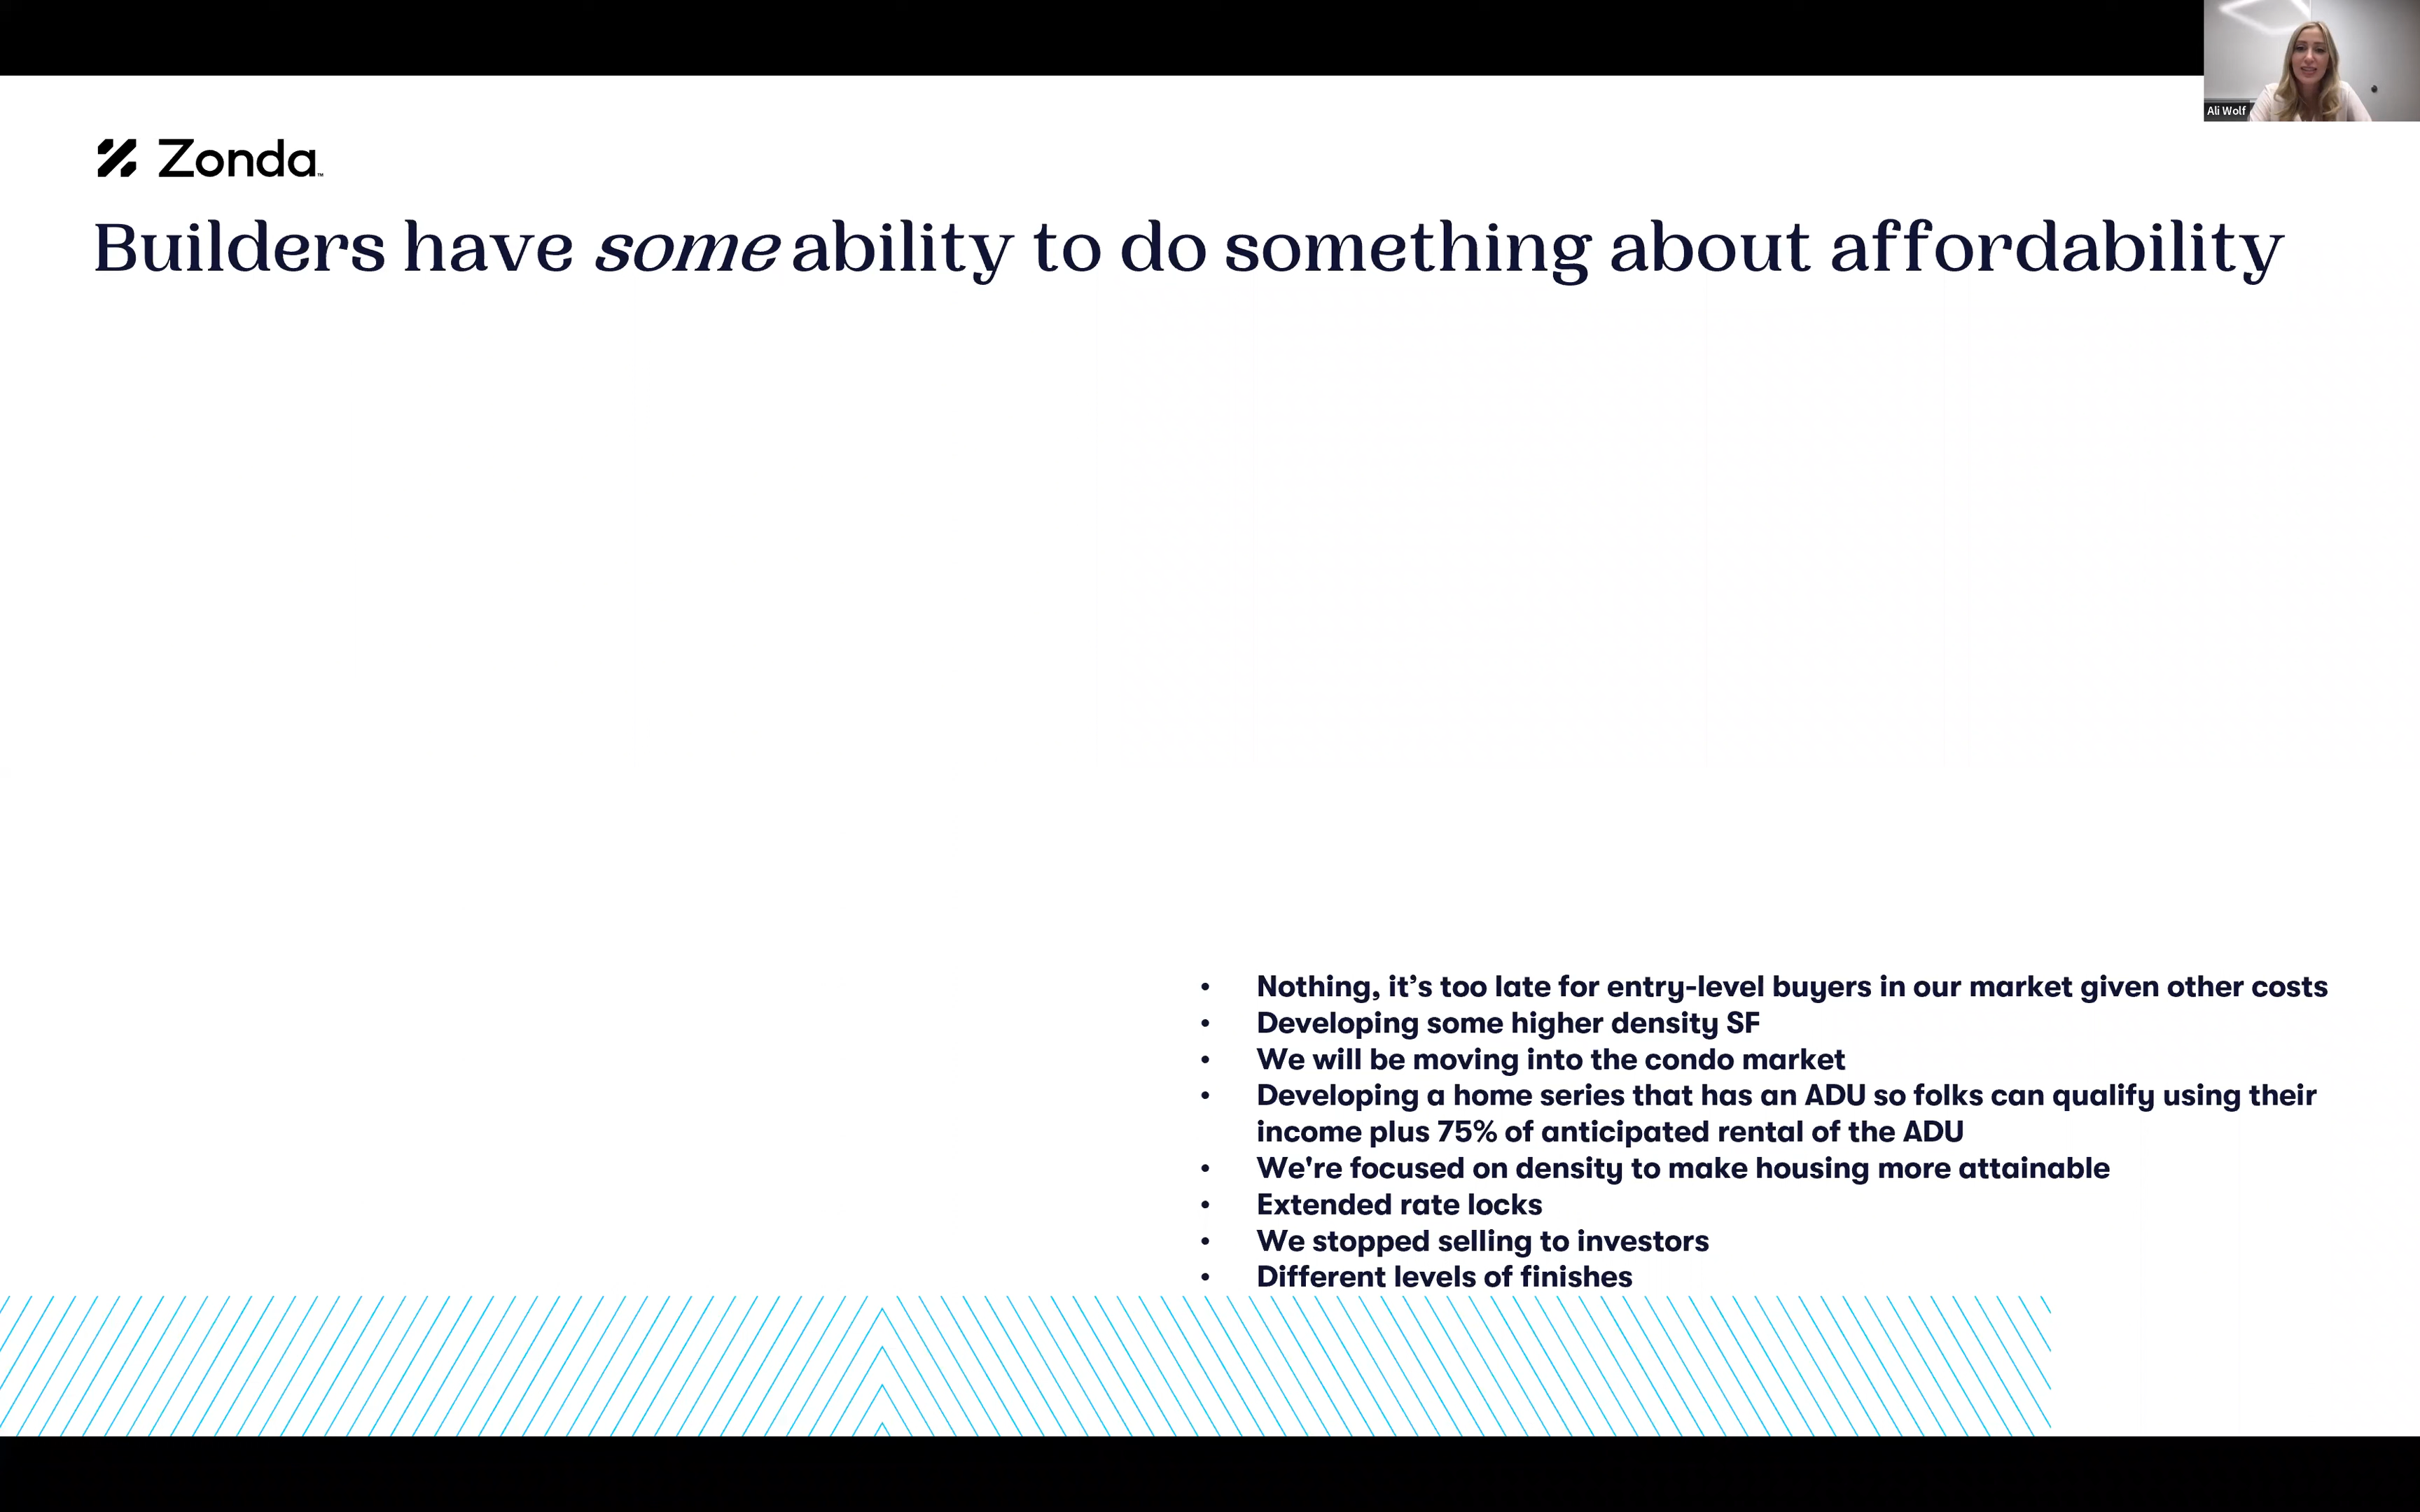 Ali Wolf
Zonda™
Builders have some ability to do something about affordability
• Nothing, it’s too late for entry-level buyers in our market given other costs
• Developing some higher density SF
• We will be moving into the condo market
• Developing a home series that has an ADU so folks can qualify using their
income plus 75% of anticipated rental of the ADU
• We're focused on density to make housing more attainable
• Extended rate locks
• We stopped selling to investors
• Different levels of finishes